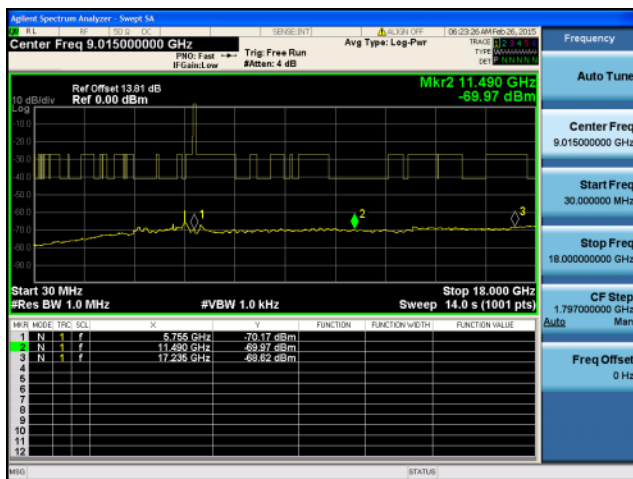 Agilent Spectrum Analyzer - Swept SA
RL RF 50 Ω DC SENSE:INT ALIGN OFF 06:23:26 AM Feb 26, 2015
Center Freq 9.015000000 GHz
PNO: Fast
IFGain:Low
Trig: Free Run
#Atten: 4 dB
Avg Type: Log-Pwr
TRACE 1 2 3 4 5 6
TYPE
DET P N N N N N
Mkr2 11.490 GHz
-69.97 dBm
Ref Offset 13.81 dB
Ref 0.00 dBm
10 dB/div
Log
-10.0
-20.0
-30.0
-40.0
-50.0
-60.0
-70.0
-80.0
-90.0
1
2
3
Start 30 MHz
Stop 18.000 GHz
#Res BW 1.0 MHz
#VBW 1.0 kHz
Sweep 14.0 s (1001 pts)
MKR MODE TRC SCL X Y FUNCTION FUNCTION WIDTH FUNCTION VALUE
1 N 1 f 5.755 GHz -70.17 dBm
2 N 1 f 11.490 GHz -69.97 dBm
3 N 1 f 17.235 GHz -68.62 dBm
4
5
6
7
8
9
10
11
12
MSG
STATUS
Frequency
Auto Tune
Center Freq
9.015000000 GHz
Start Freq
30.000000 MHz
Stop Freq
18.000000000 GHz
CF Step
1.797000000 GHz
Auto Man
Freq Offset
0 Hz